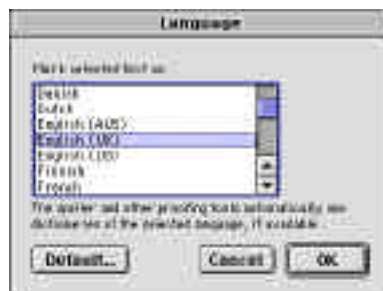 Language
Mark selected text as:
Danish
Dutch
English (AUS)
English (UK)
English (US)
Finnish
French
The speller and other proofing tools automatically use
dictionaries of the selected language, if available.
Default...
Cancel
OK